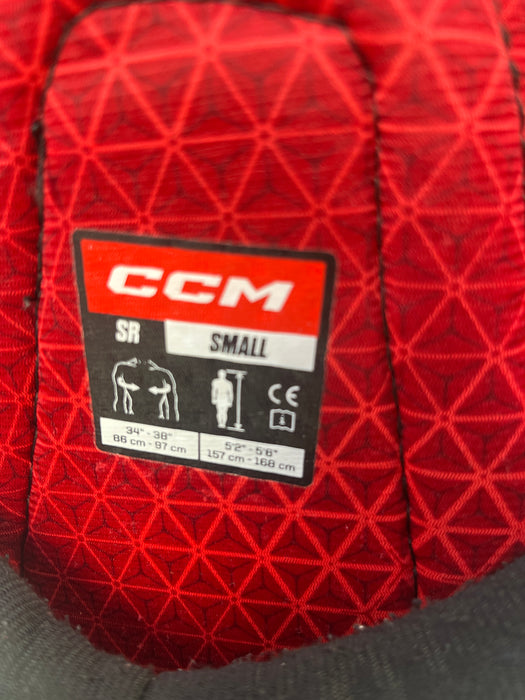 CCM
SR
SMALL
CE
34" - 38"
86 cm - 97 cm
5'2" - 5'6"
157 cm - 168 cm